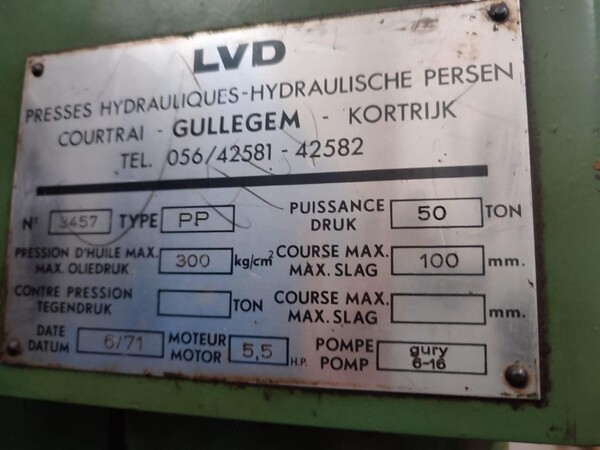 LVD
PRESSES HYDRAULIQUES-HYDRAULISCHE PERSEN
COURTRAI - GULLEGEM - KORTRIJK
TEL. 056/42581 - 42582
N° 3457 TYPE PP PUISSANCE DRUK 50 TON
PRESSION D'HUILE MAX. MAX. OLIEDRUK 300 kg/cm² COURSE MAX. MAX. SLAG 100 mm.
CONTRE PRESSION TEGENDRUK TON COURSE MAX. MAX. SLAG mm.
DATE DATUM 6/71 MOTEUR MOTOR 5,5 H.P. POMPE POMP gury 6-16